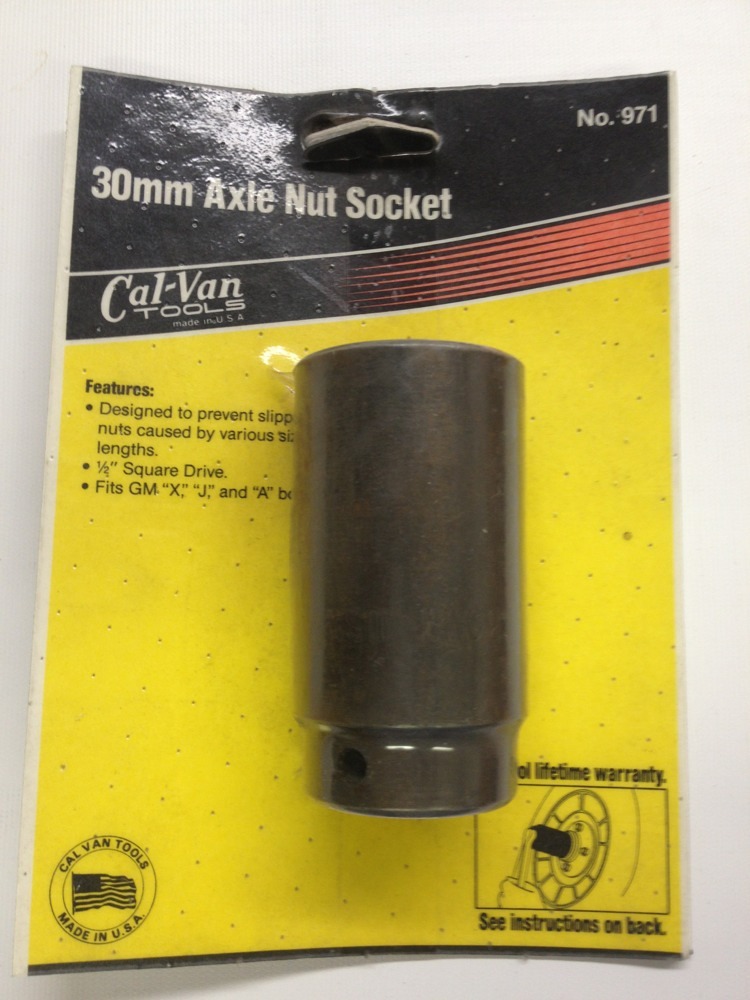 No. 971
30mm Axle Nut Socket
Cal-Van
TOOLS
made in U.S.A
Features:
• Designed to prevent slipp
nuts caused by various siz
lengths.
• ½" Square Drive.
• Fits GM "X," "J," and "A" bo
ol lifetime warranty.
See instructions on back.
CAL VAN TOOLS
MADE IN U.S.A.